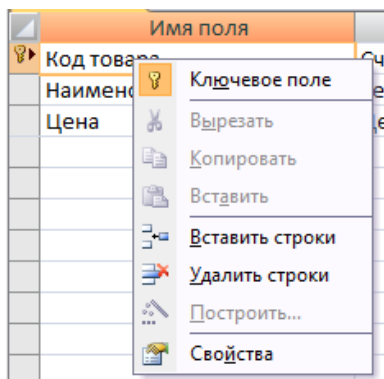 Имя поля
Код товара
Наимено
Цена
Ключевое поле
Вырезать
Копировать
Вставить
Вставить строки
Удалить строки
Построить...
Свойства